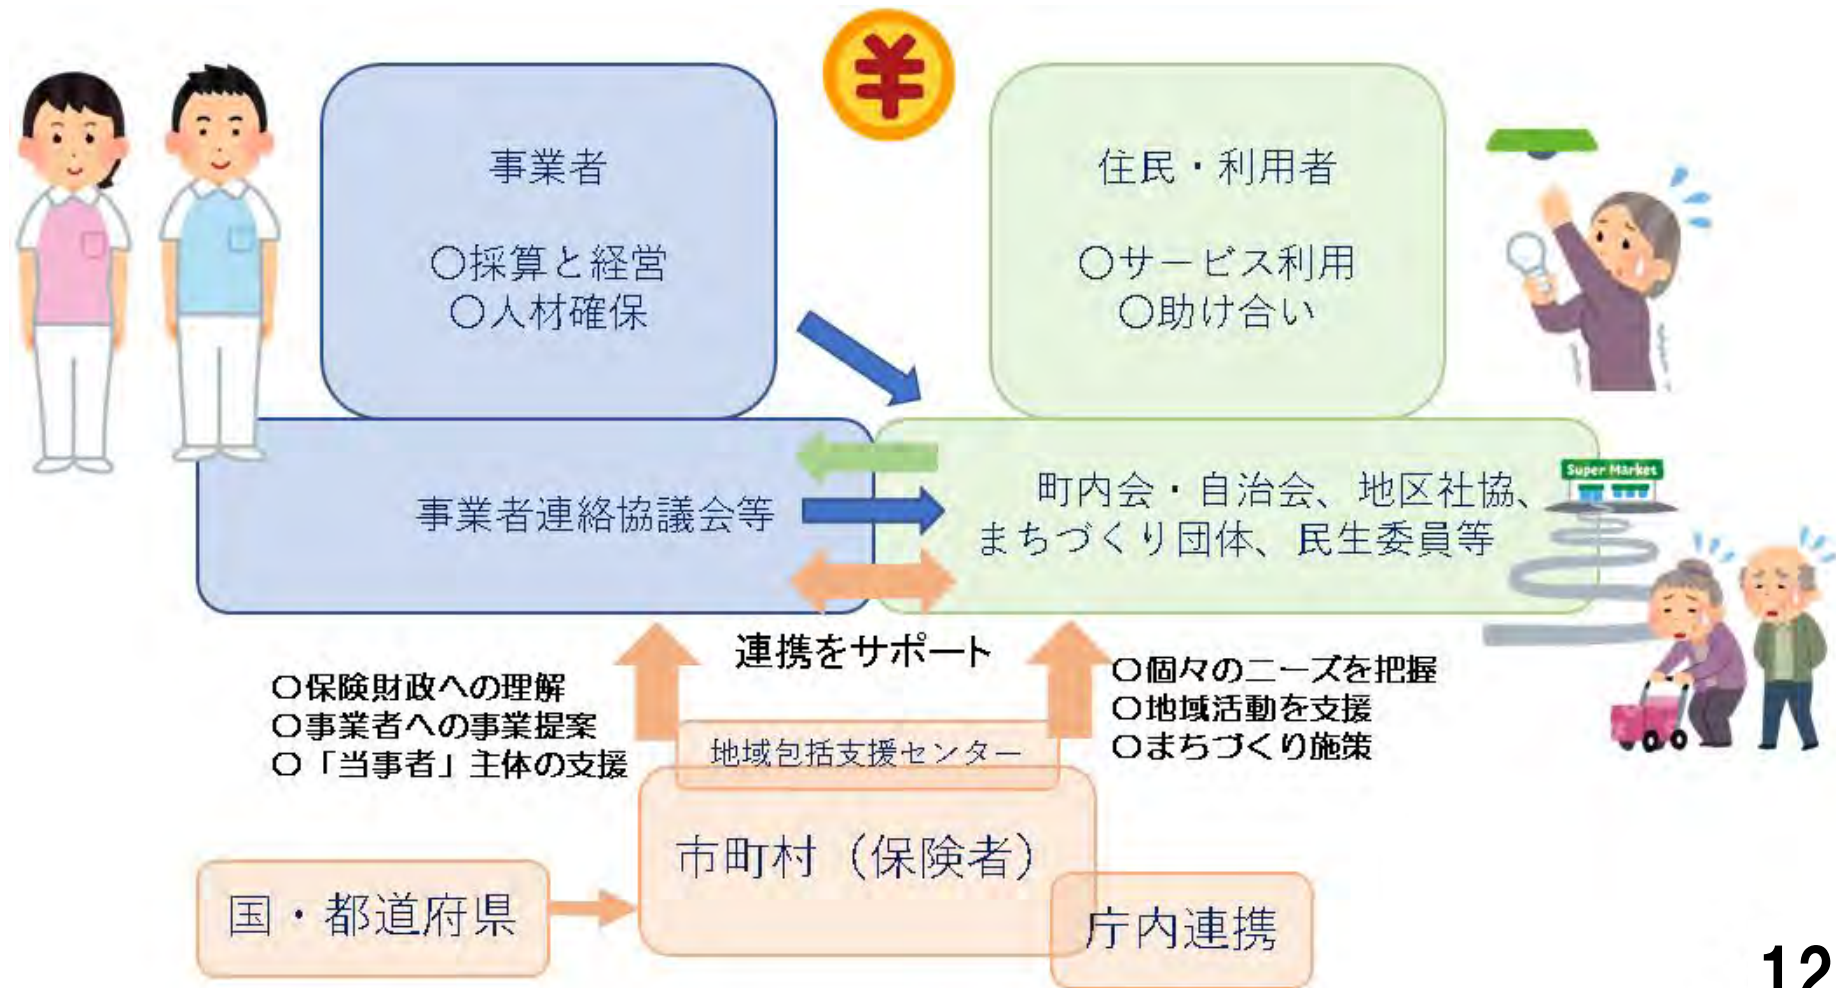 ¥
事業者
○採算と経営
○人材確保
住民・利用者
○サービス利用
○助け合い
事業者連絡協議会等
町内会・自治会、地区社協、
まちづくり団体、民生委員等
Super Market
連携をサポート
○保険財政への理解
○事業者への事業提案
○「当事者」主体の支援
○個々のニーズを把握
○地域活動を支援
○まちづくり施策
地域包括支援センター
市町村（保険者）
国・都道府県
庁内連携
12